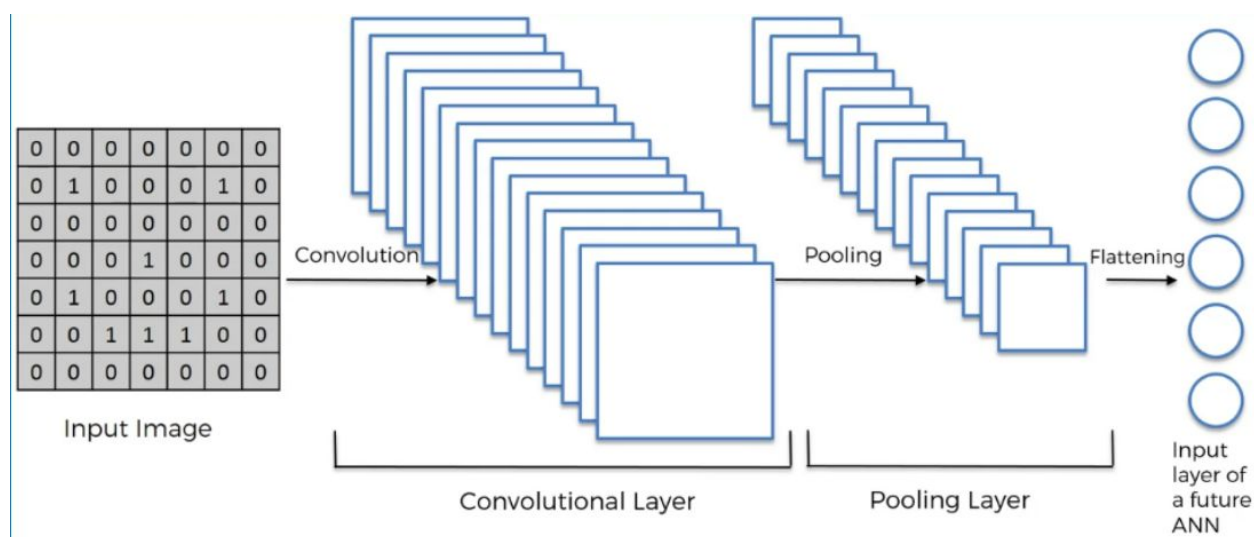 0 0 0 0 0 0 0
0 1 0 0 0 1 0
0 0 0 0 0 0 0
0 0 0 1 0 0 0
0 1 0 0 0 1 0
0 0 1 1 1 0 0
0 0 0 0 0 0 0
Input Image
Convolution
Convolutional Layer
Pooling
Pooling Layer
Flattening
Input
layer of
a future
ANN